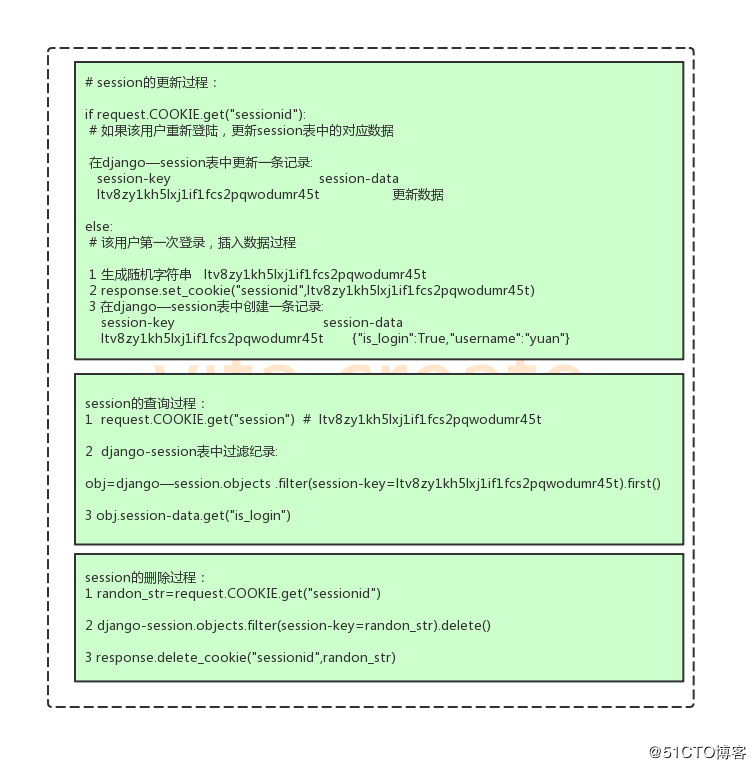 # session的更新过程：
if request.COOKIE.get("sessionid"):
# 如果该用户重新登陆，更新session表中的对应数据
在django—session表中更新一条记录:
session-key session-data
ltv8zy1kh5lxj1if1fcs2pqwodumr45t 更新数据
else:
# 该用户第一次登录，插入数据过程
1 生成随机字符串 ltv8zy1kh5lxj1if1fcs2pqwodumr45t
2 response.set_cookie("sessionid",ltv8zy1kh5lxj1if1fcs2pqwodumr45t)
3 在django—session表中创建一条记录:
session-key session-data
ltv8zy1kh5lxj1if1fcs2pqwodumr45t {"is_login":True,"username":"yuan"}
session的查询过程：
1 request.COOKIE.get("session") # ltv8zy1kh5lxj1if1fcs2pqwodumr45t
2 django-session表中过滤纪录:
obj=django—session.objects .filter(session-key=ltv8zy1kh5lxj1if1fcs2pqwodumr45t).first()
3 obj.session-data.get("is_login")
session的删除过程：
1 randon_str=request.COOKIE.get("sessionid")
2 django-session.objects.filter(session-key=randon_str).delete()
3 response.delete_cookie("sessionid",randon_str)
@51CTO博客